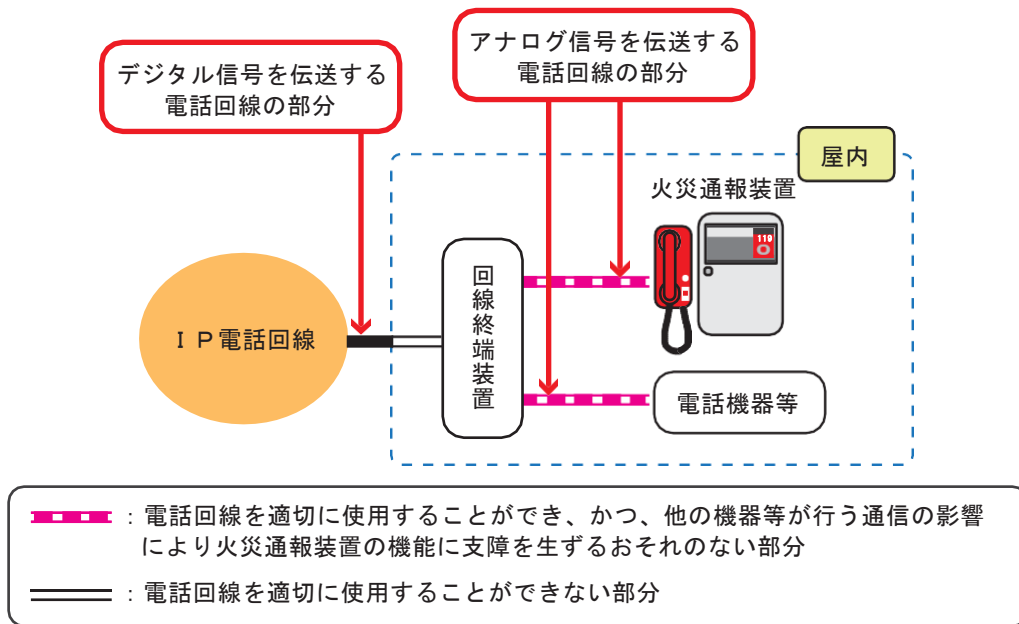 デジタル信号を伝送する
電話回線の部分
アナログ信号を伝送する
電話回線の部分
屋内
火災通報装置
119
回線終端装置
ＩＰ電話回線
電話機器等
：電話回線を適切に使用することができ、かつ、他の機器等が行う通信の影響
により火災通報装置の機能に支障を生ずるおそれのない部分
：電話回線を適切に使用することができない部分